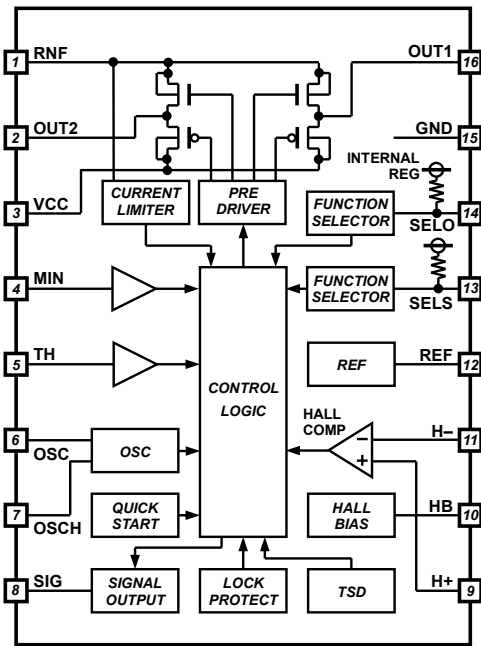 1 RNF
OUT1 16
2 OUT2
GND 15
INTERNAL
REG
3 VCC
CURRENT
LIMITER
PRE
DRIVER
FUNCTION
SELECTOR
14
SELO
4 MIN
FUNCTION
SELECTOR
13
SELS
5 TH
CONTROL
LOGIC
REF
REF 12
6
OSC
OSC
HALL
COMP
−
+
H− 11
7
OSCH
QUICK
START
HALL
BIAS
HB 10
8 SIG
SIGNAL
OUTPUT
LOCK
PROTECT
TSD
H+ 9